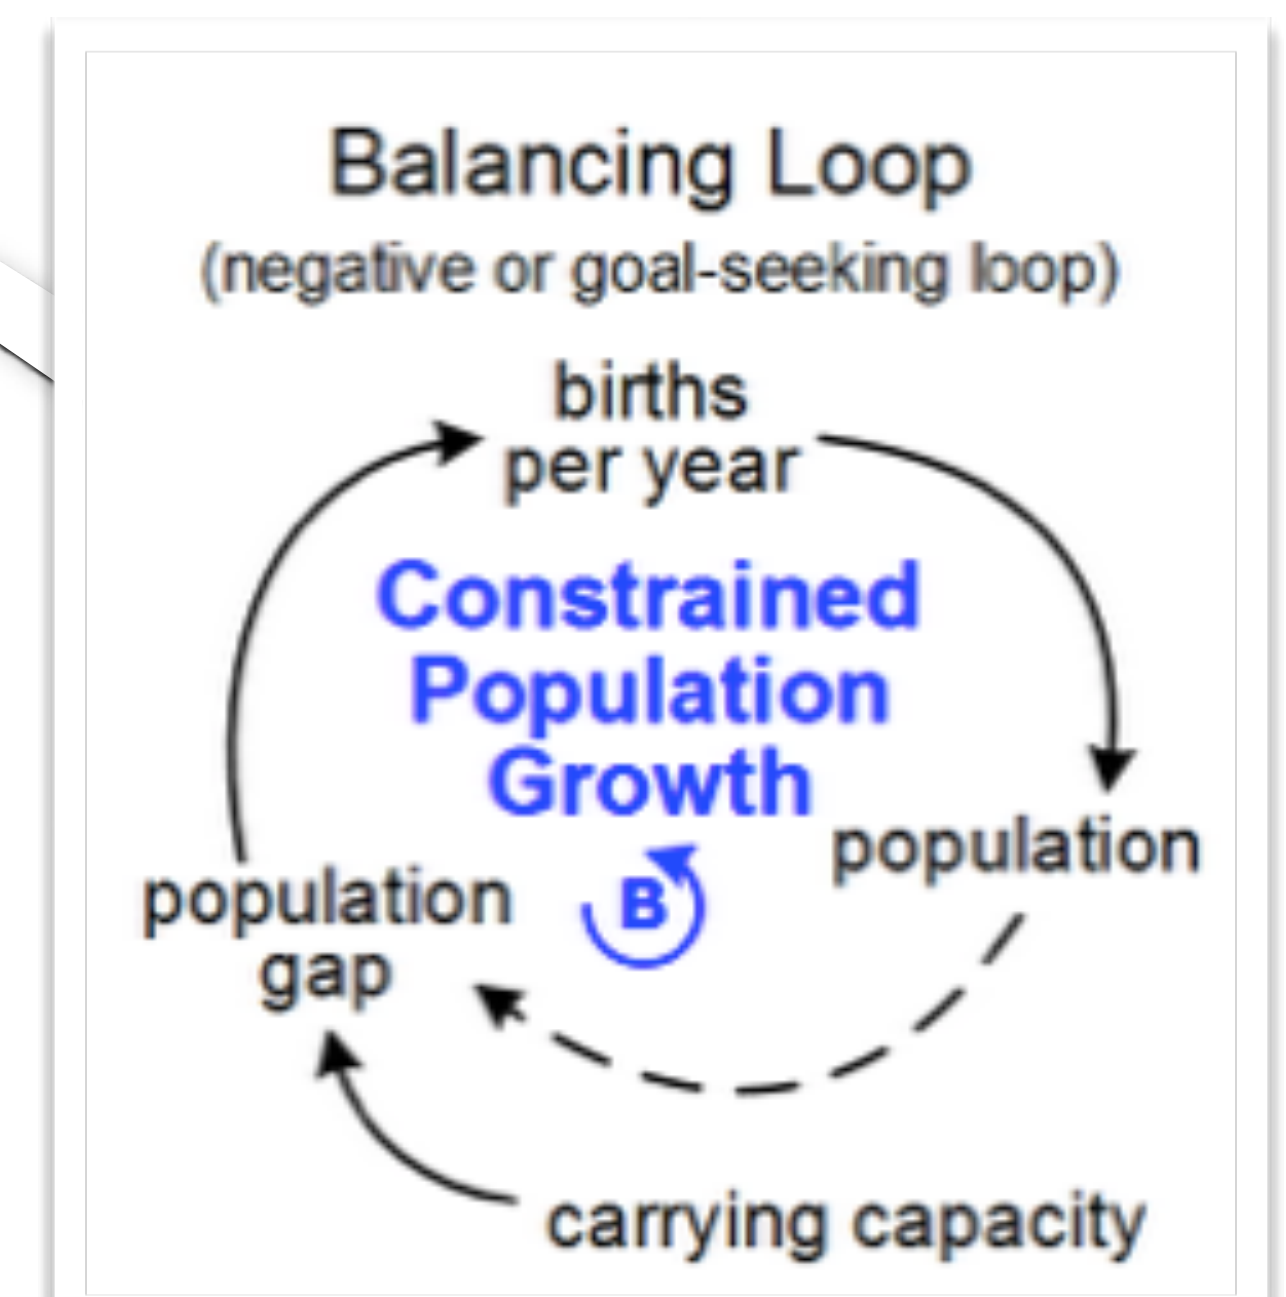 Balancing Loop
(negative or goal-seeking loop)
births
per year
Constrained
Population
Growth
population
B
population
gap
carrying capacity